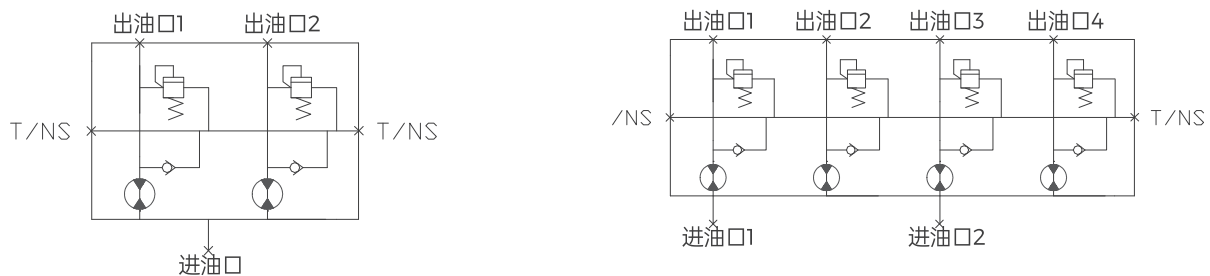 出油口1 出油口2
T/NS T/NS
进油口
出油口1 出油口2 出油口3 出油口4
/NS T/NS
进油口1 进油口2